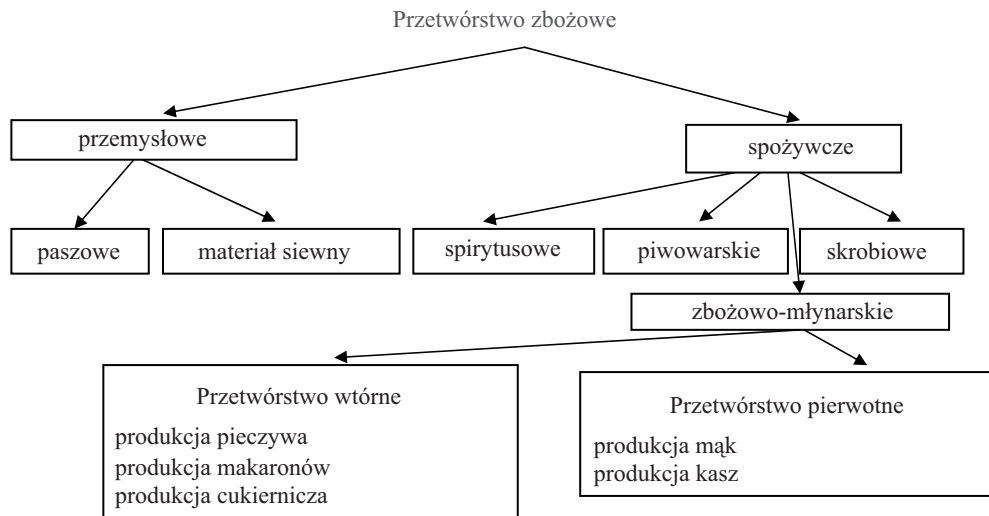 Przetwórstwo zbożowe
przemysłowe
spożywcze
paszowe
materiał siewny
spirytusowe
piwowarskie
skrobiowe
zbożowo-młynarskie
Przetwórstwo wtórne
produkcja pieczywa
produkcja makaronów
produkcja cukiernicza
Przetwórstwo pierwotne
produkcja mąk
produkcja kasz